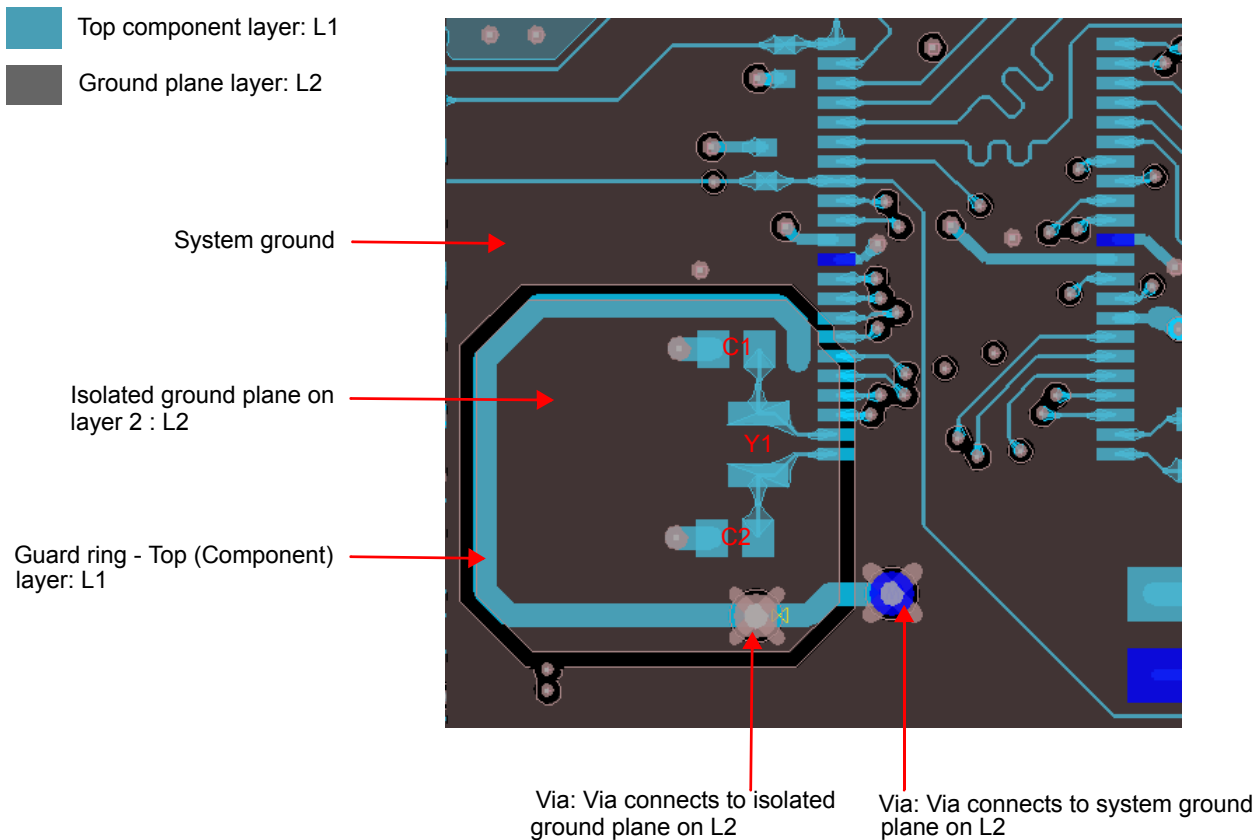 Top component layer: L1
Ground plane layer: L2
System ground
C1
Isolated ground plane on
layer 2 : L2
Y1
C2
Guard ring - Top (Component)
layer: L1
Via: Via connects to isolated
ground plane on L2
Via: Via connects to system ground
plane on L2